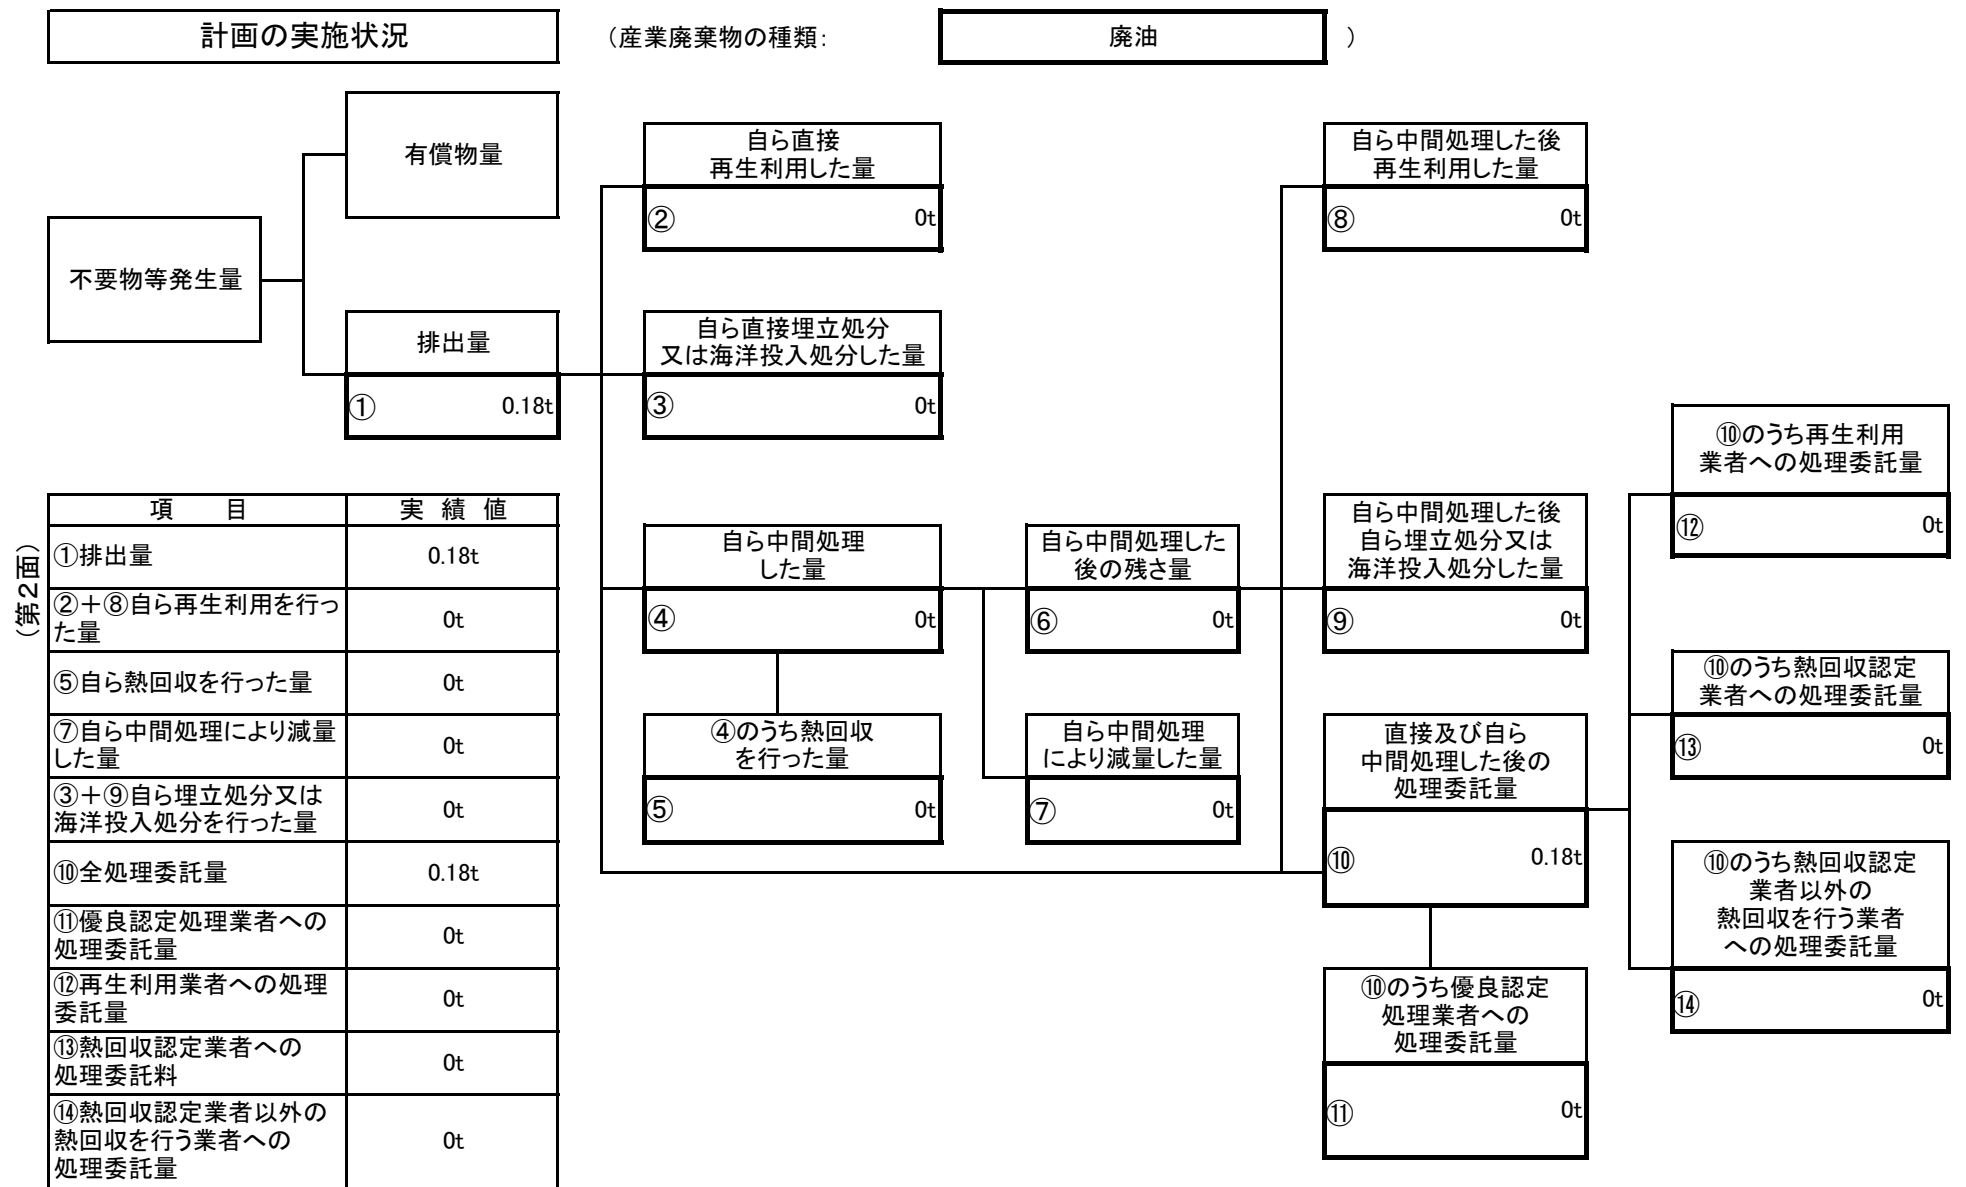 計画の実施状況
（産業廃棄物の種類：
廃油
）
有償物量
不要物等発生量
排出量
① 0.18t
自ら直接
再生利用した量
② 0t
自ら直接埋立処分
又は海洋投入処分した量
③ 0t
自ら中間処理
した量
④ 0t
④のうち熱回収
を行った量
⑤ 0t
自ら中間処理した
後の残さ量
⑥ 0t
自ら中間処理
により減量した量
⑦ 0t
自ら中間処理した後
再生利用した量
⑧ 0t
自ら中間処理した後
自ら埋立処分又は
海洋投入処分した量
⑨ 0t
直接及び自ら
中間処理した後の
処理委託量
⑩ 0.18t
⑩のうち優良認定
処理業者への
処理委託量
⑪ 0t
⑩のうち再生利用
業者への処理委託量
⑫ 0t
⑩のうち熱回収認定
業者への処理委託量
⑬ 0t
⑩のうち熱回収認定
業者以外の
熱回収を行う業者
への処理委託量
⑭ 0t
（第２面）
項　目 実 績 値
①排出量 0.18t
②＋⑧自ら再生利用を行っ
た量 0t
⑤自ら熱回収を行った量 0t
⑦自ら中間処理により減量
した量 0t
③＋⑨自ら埋立処分又は
海洋投入処分を行った量 0t
⑩全処理委託量 0.18t
⑪優良認定処理業者への
処理委託量 0t
⑫再生利用業者への処理
委託量 0t
⑬熱回収認定業者への
処理委託料 0t
⑭熱回収認定業者以外の
熱回収を行う業者への
処理委託量 0t